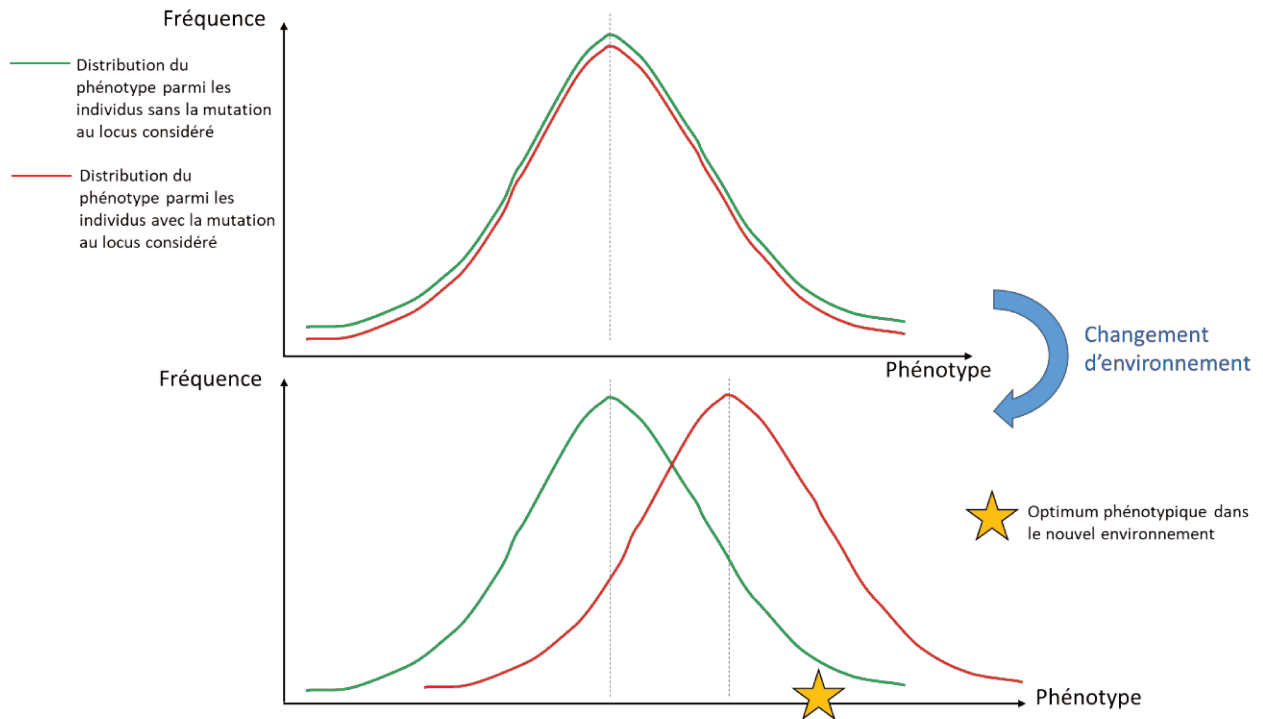 Fréquence
Distribution du
phénotype parmi les
individus sans la mutation
au locus considéré
Distribution du
phénotype parmi les
individus avec la mutation
au locus considéré
Phénotype
Changement
d'environnement
Fréquence
Optimum phénotypique dans
le nouvel environnement
Phénotype